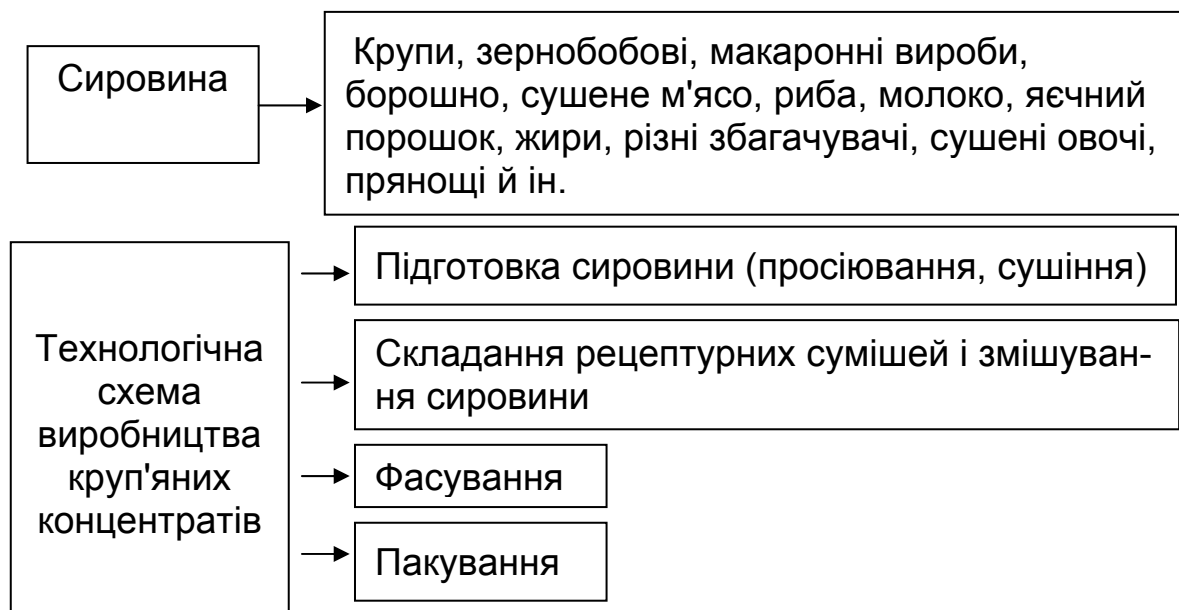 Сировина
Крупи, зернобобові, макаронні вироби,
борошно, сушене м'ясо, риба, молоко, яєчний
порошок, жири, різні збагачувачі, сушені овочі,
прянощі й ін.
Технологічна
схема
виробництва
круп'яних
концентратів
Підготовка сировини (просіювання, сушіння)
Складання рецептурних сумішей і змішуван-
ня сировини
Фасування
Пакування